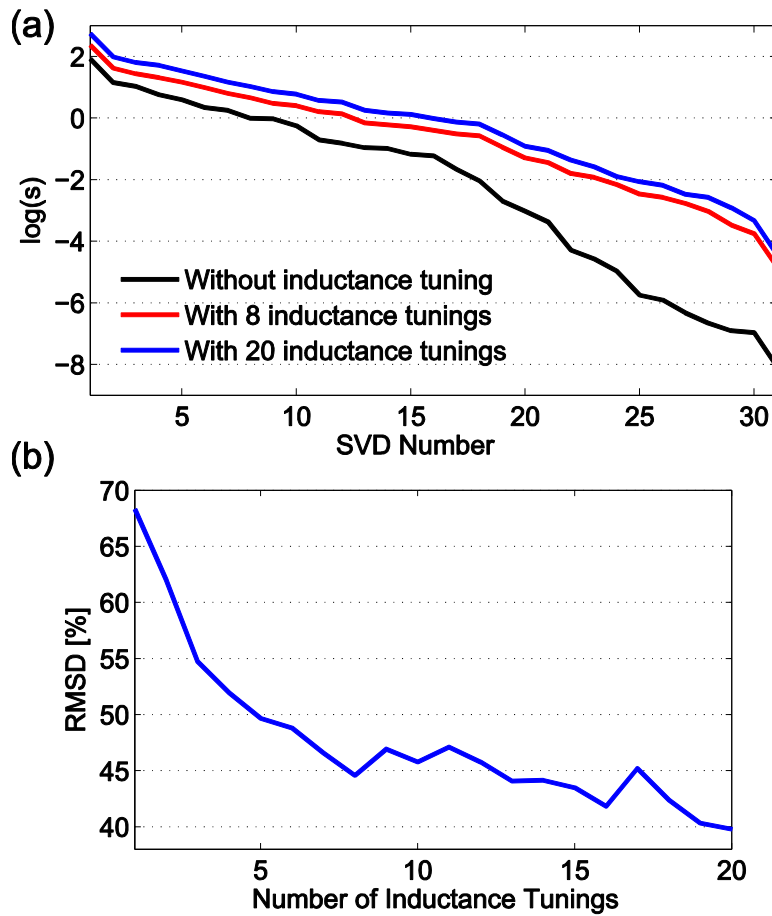 (a)
2
0
−2
−4
−6
−8
log(s)
Without inductance tuning
With 8 inductance tunings
With 20 inductance tunings
5 10 15 20 25 30
SVD Number
(b)
70
65
60
55
50
45
40
RMSD [%]
5 10 15 20
Number of Inductance Tunings